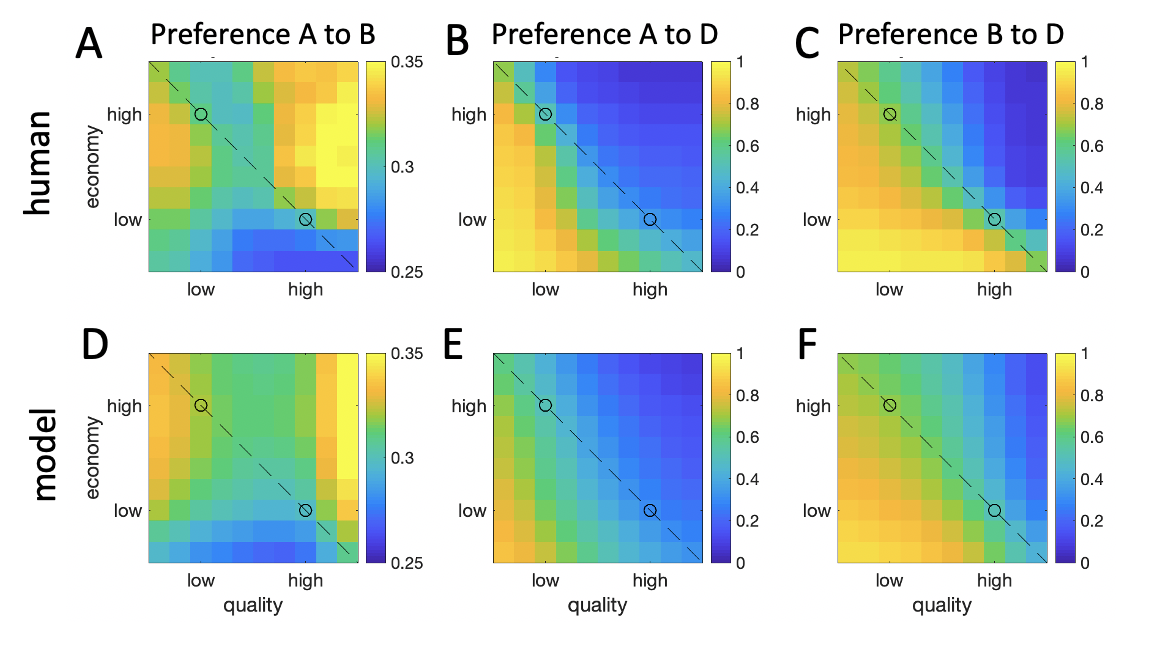 A Preference A to B
B Preference A to D
C Preference B to D
human
economy
high
low
low high
0.35
0.3
0.25
high
low
low high
1
0.8
0.6
0.4
0.2
0
high
low
low high
1
0.8
0.6
0.4
0.2
0
D
E
F
model
economy
high
low
low high
quality
0.35
0.3
0.25
high
low
low high
quality
1
0.8
0.6
0.4
0.2
0
high
low
low high
quality
1
0.8
0.6
0.4
0.2
0